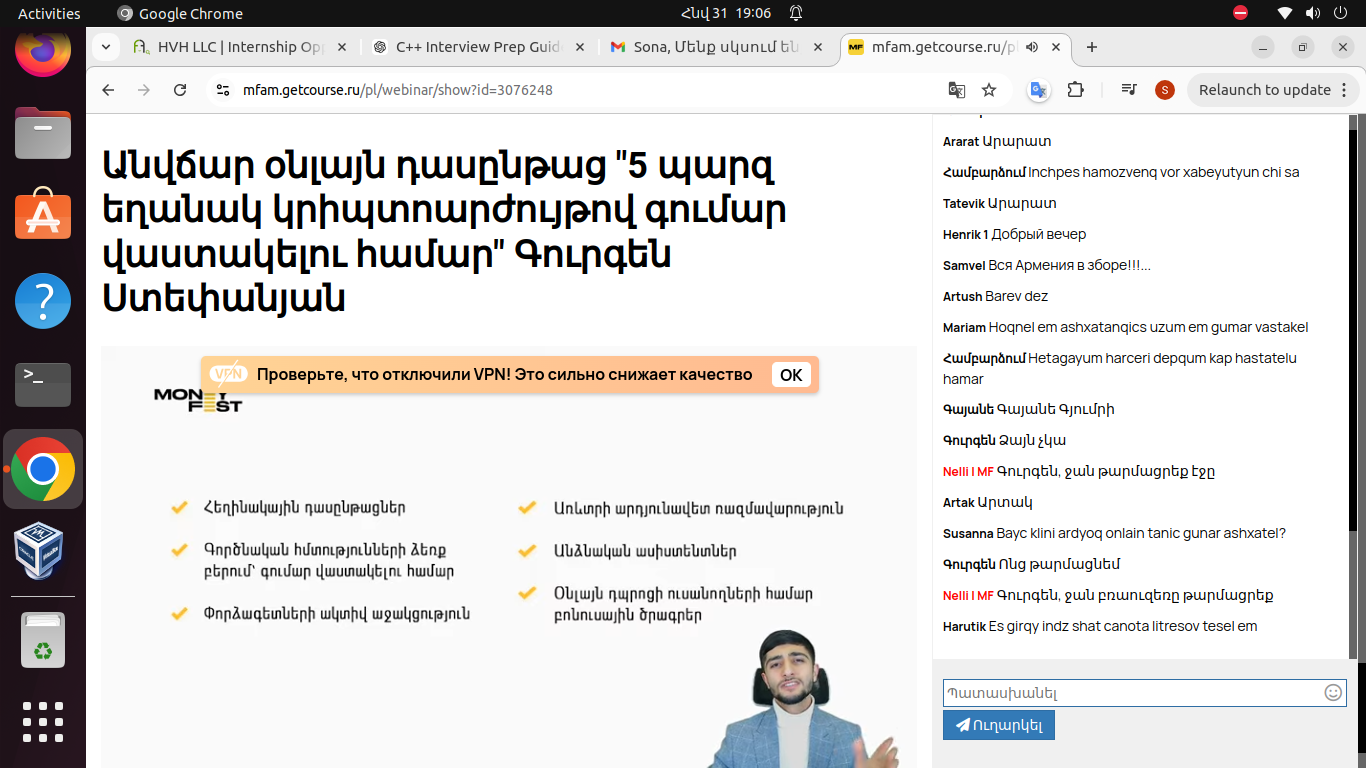 Activities
Google Chrome
Հնվ 31 19:06
HVH LLC | Internship Opp
C++ Interview Prep Guide
Sona, Մենք սկսում են
mfam.getcourse.ru/pl
mfam.getcourse.ru/pl/webinar/show?id=3076248
S
Relaunch to update
Անվճար օնլայն դասընթաց "5 պարզ
եղանակ կրիպտոարժույթով գումար
վաստակելու համար" Գուրգեն
Ստեփանյան
VPN
Проверьте, что отключили VPN! Это сильно снижает качество
OK
MONEY
FEST
Հեղինակային դասընթացներ
Գործնական հմտությունների ձեռք
բերում՝ գումար վաստակելու համար
Փորձագետների ակտիվ աջակցություն
Առևտրի արդյունավետ ռազմավարություն
Անձնական ասիստենտներ
Օնլայն դպրոցի ուսանողների համար
բոնուսային ծրագրեր
Ararat Արարատ
Համբարձում Inchpes hamozvenq vor xabeyutyun chi sa
Tatevik Արարատ
Henrik 1 Добрый вечер
Samvel Вся Армения в зборе!!!...
Artush Barev dez
Mariam Hoqnel em ashxatanqics uzum em gumar vastakel
Համբարձում Hetagayum harceri depqum kap hastatelu
hamar
Գայանե Գայանե Գյումրի
Գուրգեն Ձայն չկա
Nelli | MF Գուրգեն, ջան թարմացրեք էջը
Artak Արտակ
Susanna Bayc klini ardyoq onlain tanic gunar ashxatel?
Գուրգեն Ոնց թարմացնեմ
Nelli | MF Գուրգեն, ջան բռաուզեռը թարմացրեք
Harutik Es girqy indz shat canota litresov tesel em
Պատասխանել
Ուղարկել